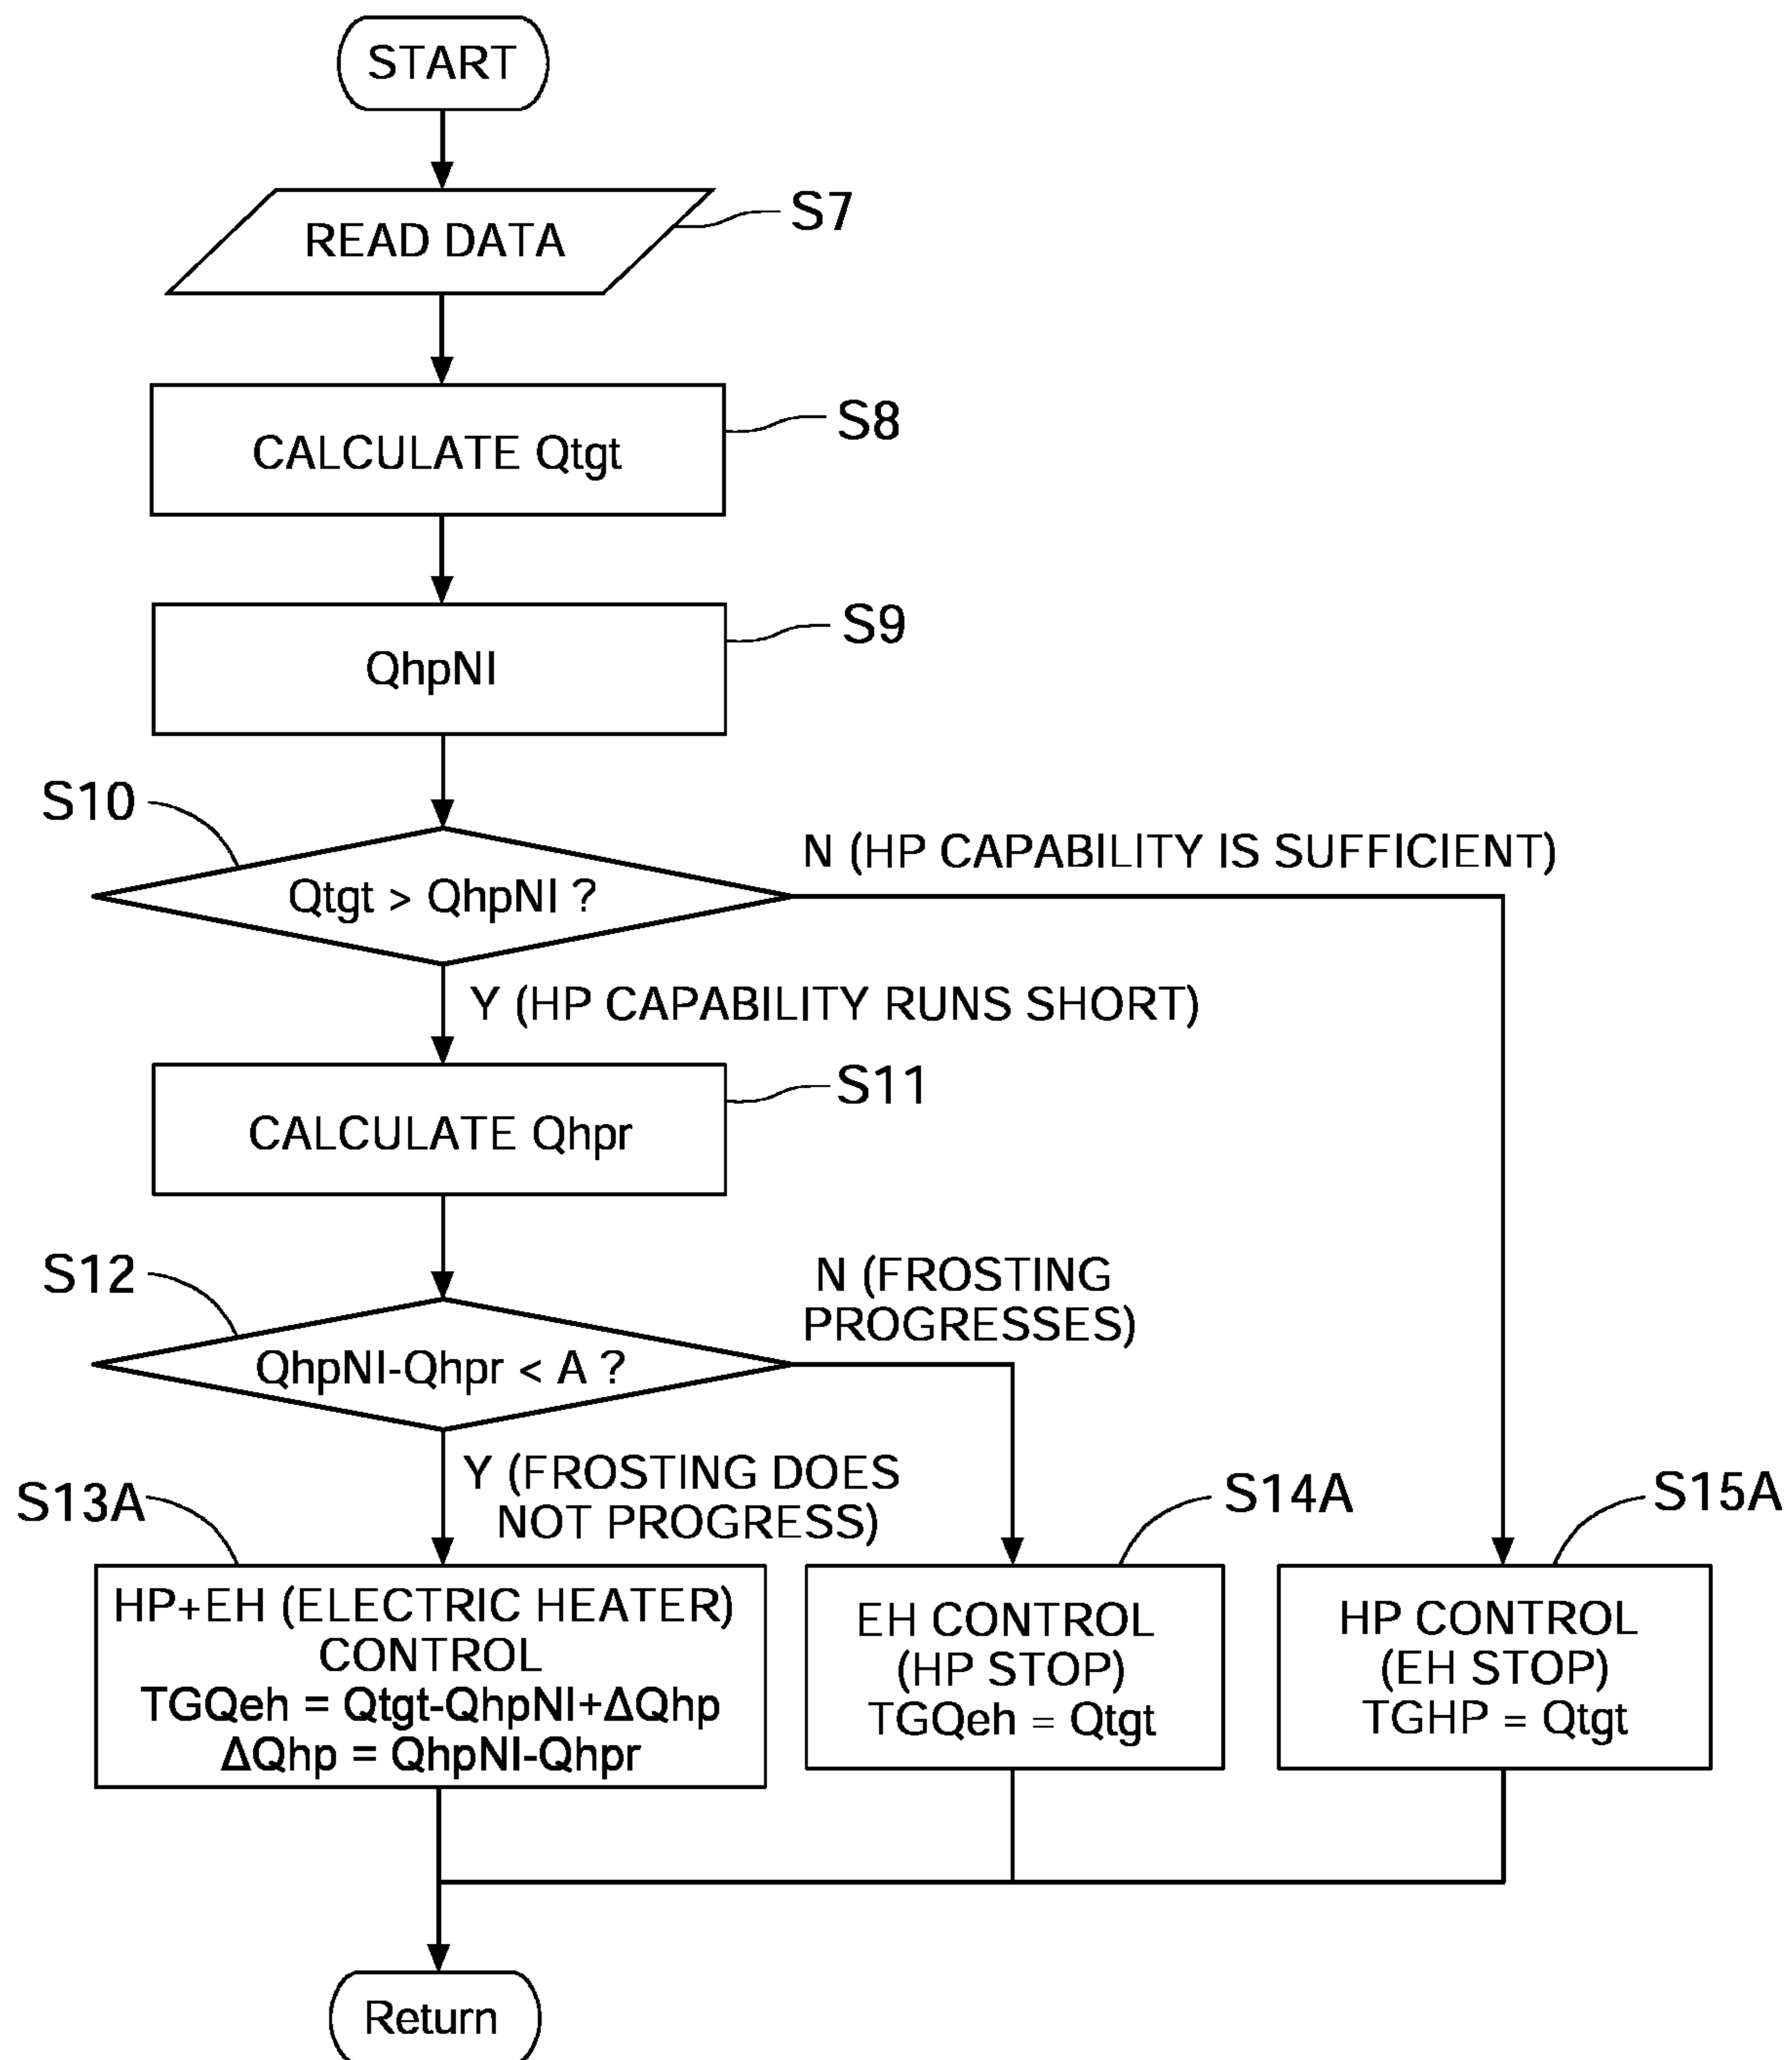 START
READ DATA
S7
CALCULATE Qtgt
S8
QhpNI
S9
S10
Qtgt > QhpNI ?
N (HP CAPABILITY IS SUFFICIENT)
Y (HP CAPABILITY RUNS SHORT)
CALCULATE Qhpr
S11
S12
QhpNI-Qhpr < A ?
N (FROSTING
PROGRESSES)
Y (FROSTING DOES
NOT PROGRESS)
S13A
HP+EH (ELECTRIC HEATER)
CONTROL
TGQeh = Qtgt-QhpNI+ΔQhp
ΔQhp = QhpNI-Qhpr
S14A
EH CONTROL
(HP STOP)
TGQeh = Qtgt
S15A
HP CONTROL
(EH STOP)
TGHP = Qtgt
Return